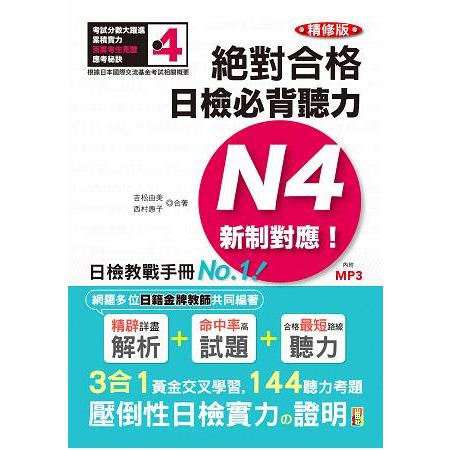 考試分數大躍進
累積實力
百萬考生見證
應考秘訣
4
根據日本國際交流基金考試相關概要
精修版
絕對合格
日檢必背聽力
N4
新制對應！
吉松由美
西村惠子
◎合著
內附
MP3
日檢教戰手冊No.1!
網羅多位日籍金牌教師共同編著
精辟詳盡
解析
+
命中率高
試題
+
合格最短路線
聽力
3合1黃金交叉學習，144聽力考題
壓倒性日檢實力の證明